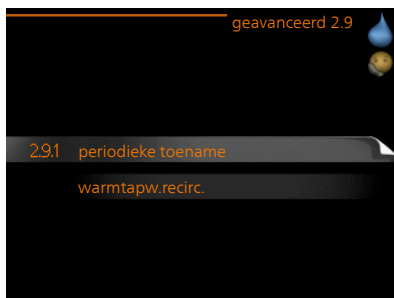 geavanceerd 2.9
2.9.1 periodieke toename
warmtapw.recirc.